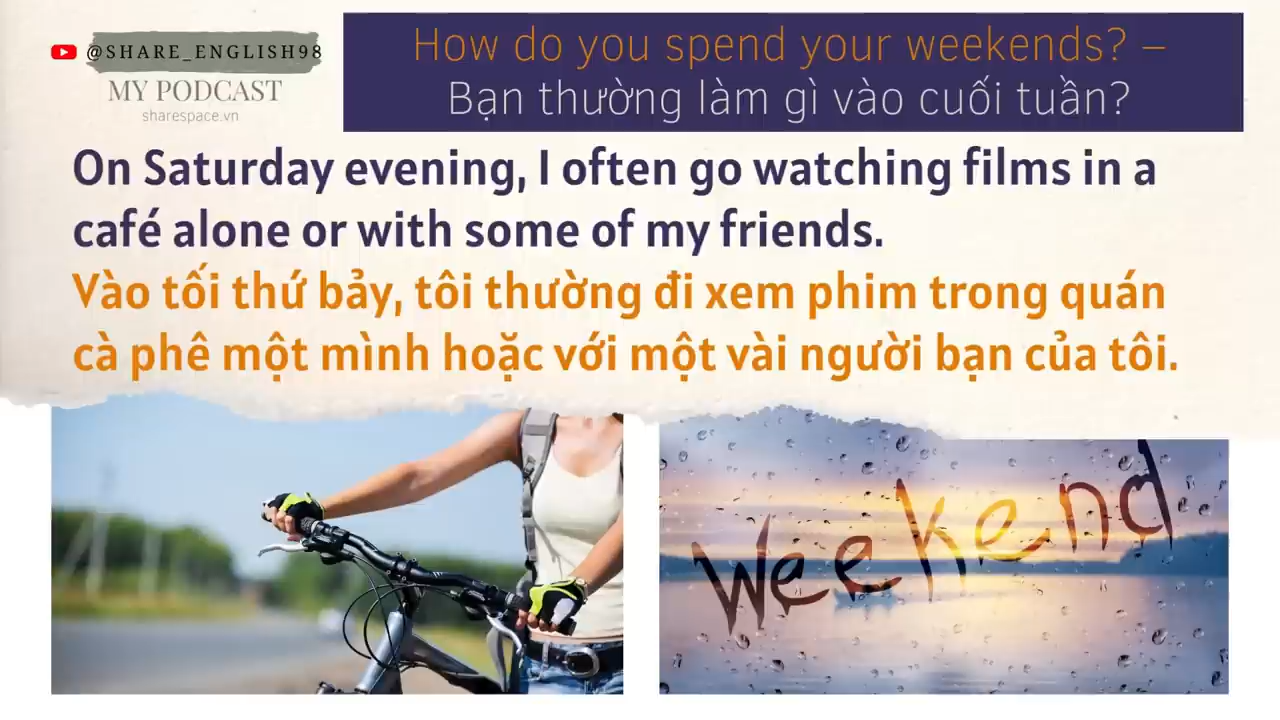 @SHARE_ENGLISH98
MY PODCAST
sharespace.vn
How do you spend your weekends? –
Bạn thường làm gì vào cuối tuần?
On Saturday evening, I often go watching films in a
café alone or with some of my friends.
Vào tối thứ bảy, tôi thường đi xem phim trong quán
cà phê một mình hoặc với một vài người bạn của tôi.
Weekend